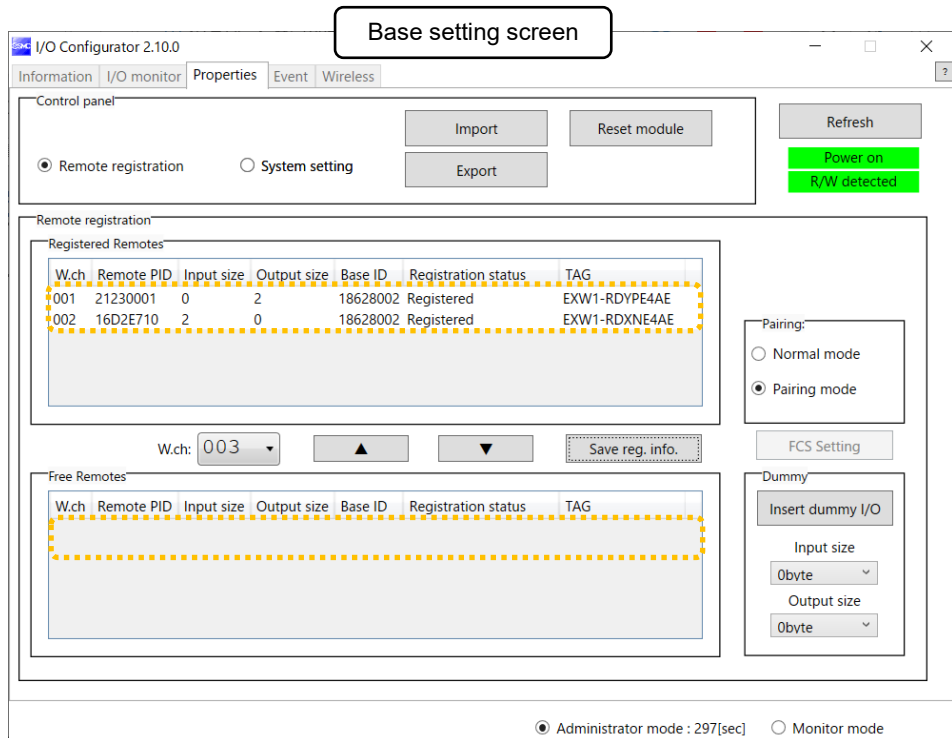 Base setting screen
SMC I/O Configurator 2.10.0
Information I/O monitor Properties Event Wireless ?
Control panel
Import Reset module Refresh
Remote registration System setting Export
Power on
R/W detected
Remote registration
Registered Remotes
W.ch Remote PID Input size Output size Base ID Registration status TAG
001 21230001 0 2 18628002 Registered EXW1-RDYPE4AE
002 16D2E710 2 0 18628002 Registered EXW1-RDXNE4AE
Pairing:
Normal mode
Pairing mode
W.ch: 003 ▲ ▼ Save reg. info. FCS Setting
Free Remotes
W.ch Remote PID Input size Output size Base ID Registration status TAG
Dummy
Insert dummy I/O
Input size
0byte
Output size
0byte
Administrator mode : 297[sec] Monitor mode